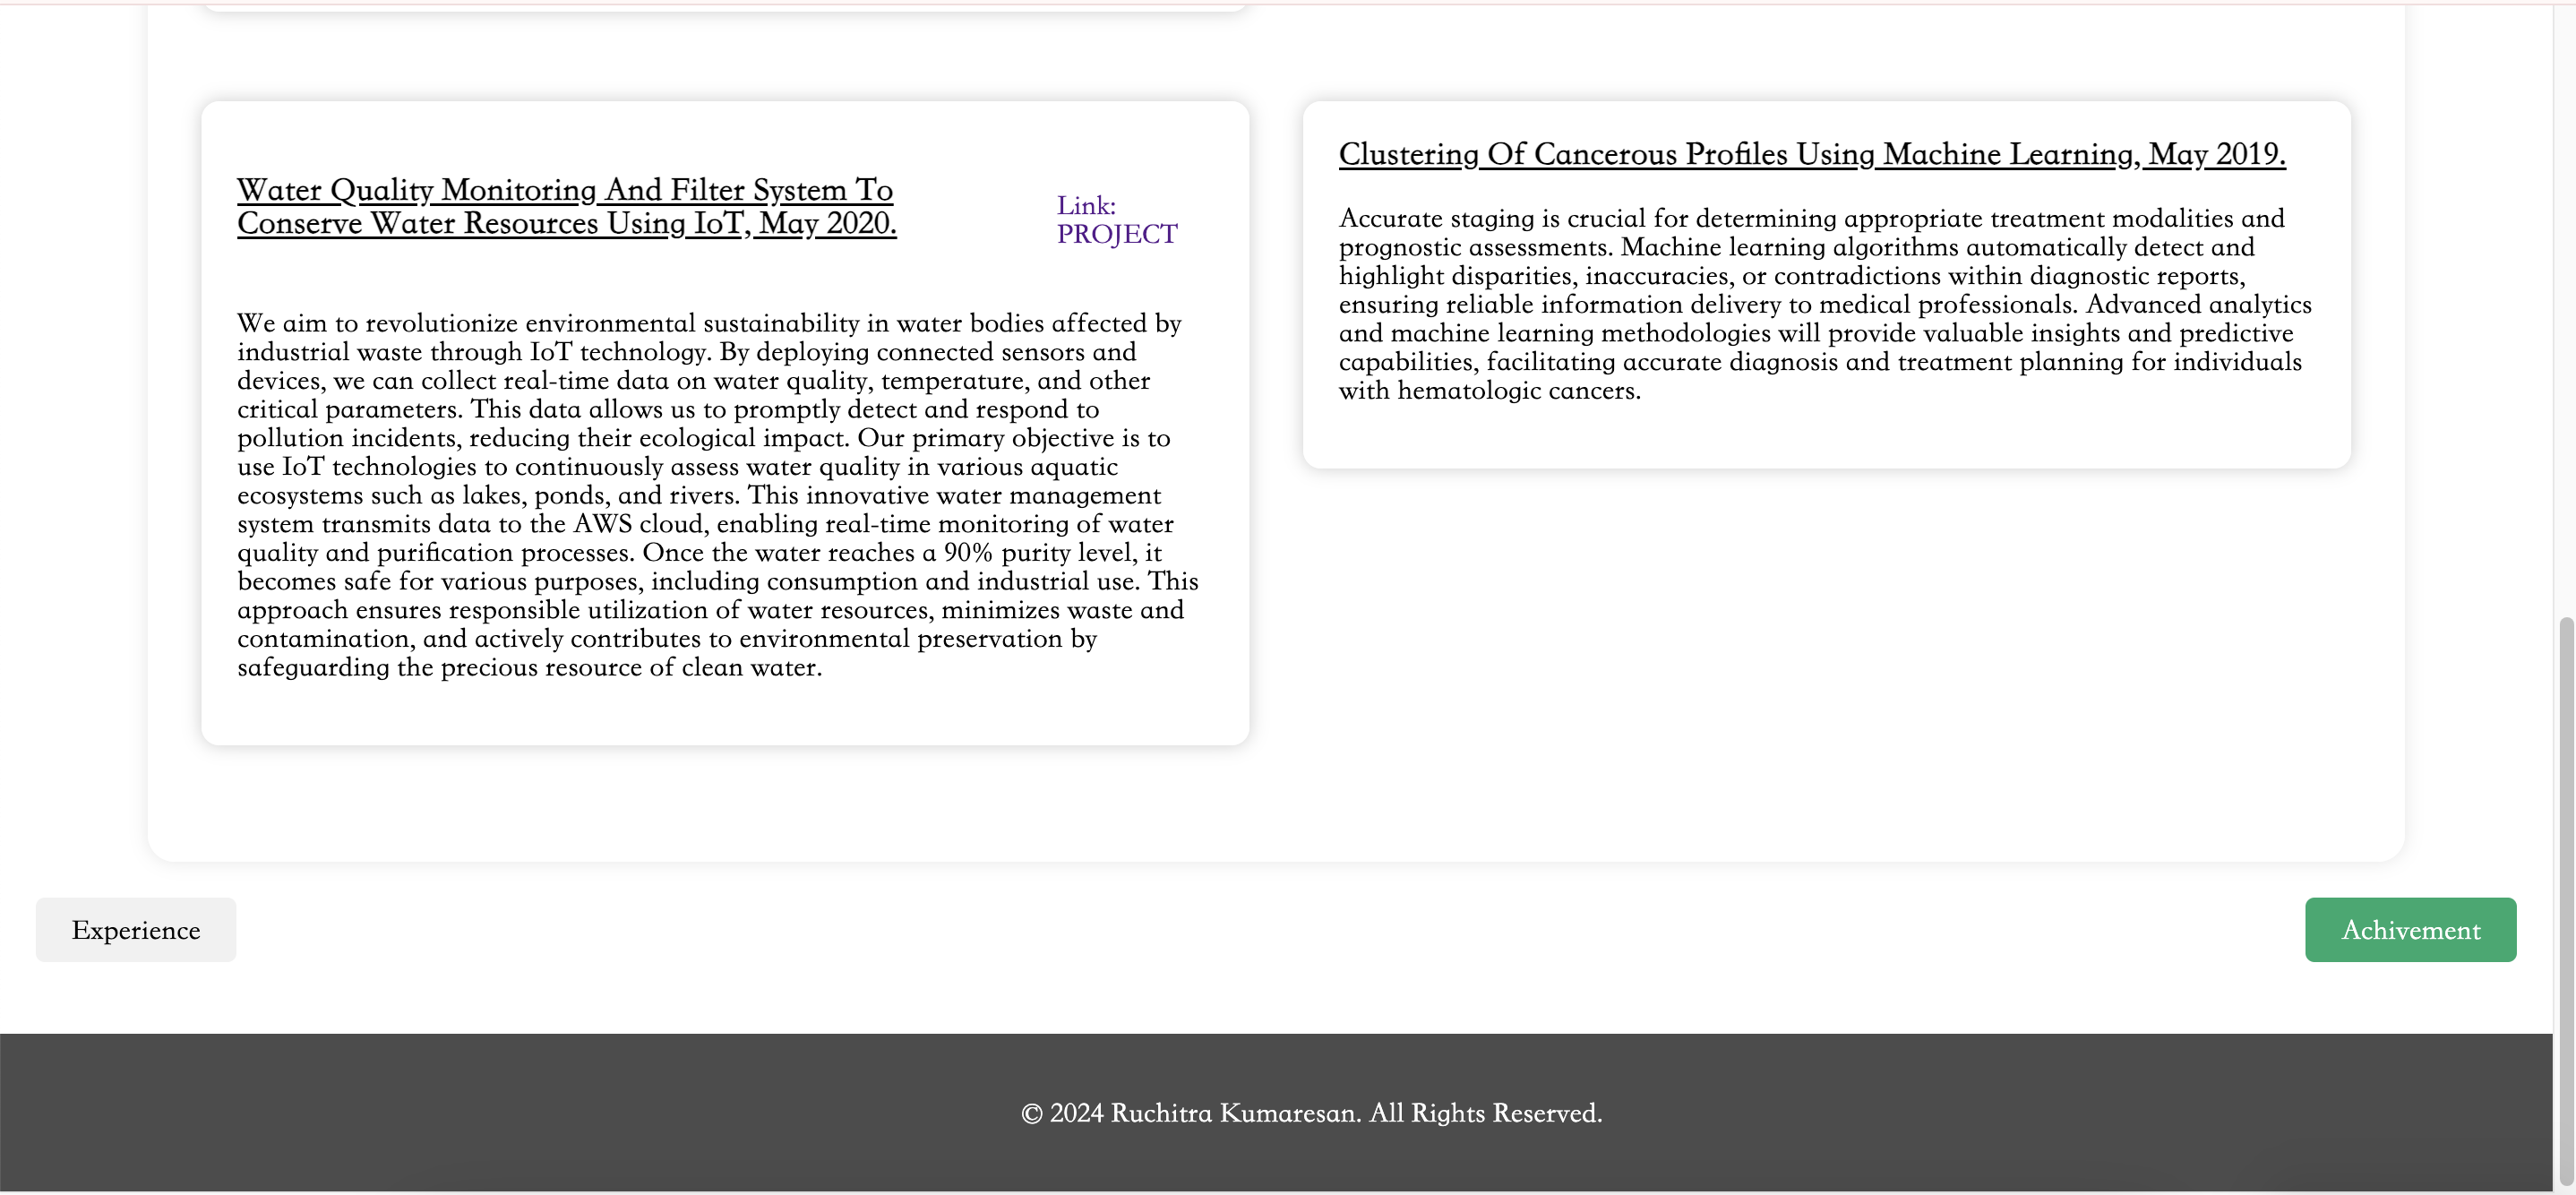 Water Quality Monitoring And Filter System To
Conserve Water Resources Using IoT, May 2020.
Link:
PROJECT
We aim to revolutionize environmental sustainability in water bodies affected by
industrial waste through IoT technology. By deploying connected sensors and
devices, we can collect real-time data on water quality, temperature, and other
critical parameters. This data allows us to promptly detect and respond to
pollution incidents, reducing their ecological impact. Our primary objective is to
use IoT technologies to continuously assess water quality in various aquatic
ecosystems such as lakes, ponds, and rivers. This innovative water management
system transmits data to the AWS cloud, enabling real-time monitoring of water
quality and purification processes. Once the water reaches a 90% purity level, it
becomes safe for various purposes, including consumption and industrial use. This
approach ensures responsible utilization of water resources, minimizes waste and
contamination, and actively contributes to environmental preservation by
safeguarding the precious resource of clean water.
Clustering Of Cancerous Profiles Using Machine Learning, May 2019.
Accurate staging is crucial for determining appropriate treatment modalities and
prognostic assessments. Machine learning algorithms automatically detect and
highlight disparities, inaccuracies, or contradictions within diagnostic reports,
ensuring reliable information delivery to medical professionals. Advanced analytics
and machine learning methodologies will provide valuable insights and predictive
capabilities, facilitating accurate diagnosis and treatment planning for individuals
with hematologic cancers.
Experience
Achivement
© 2024 Ruchitra Kumaresan. All Rights Reserved.